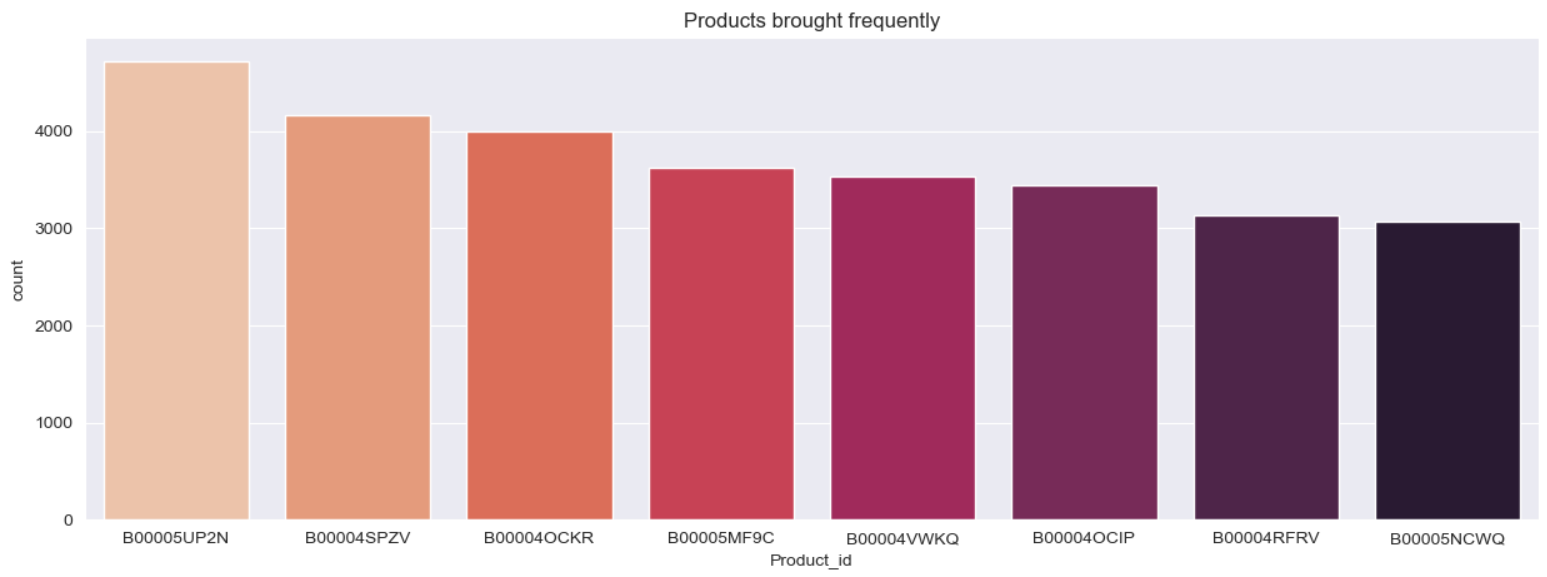 Products brought frequently
count
4000
3000
2000
1000
0
B00005UP2N B00004SPZV B00004OCKR B00005MF9C B00004VWKQ B00004OCIP B00004RFRV B00005NCWQ
Product_id